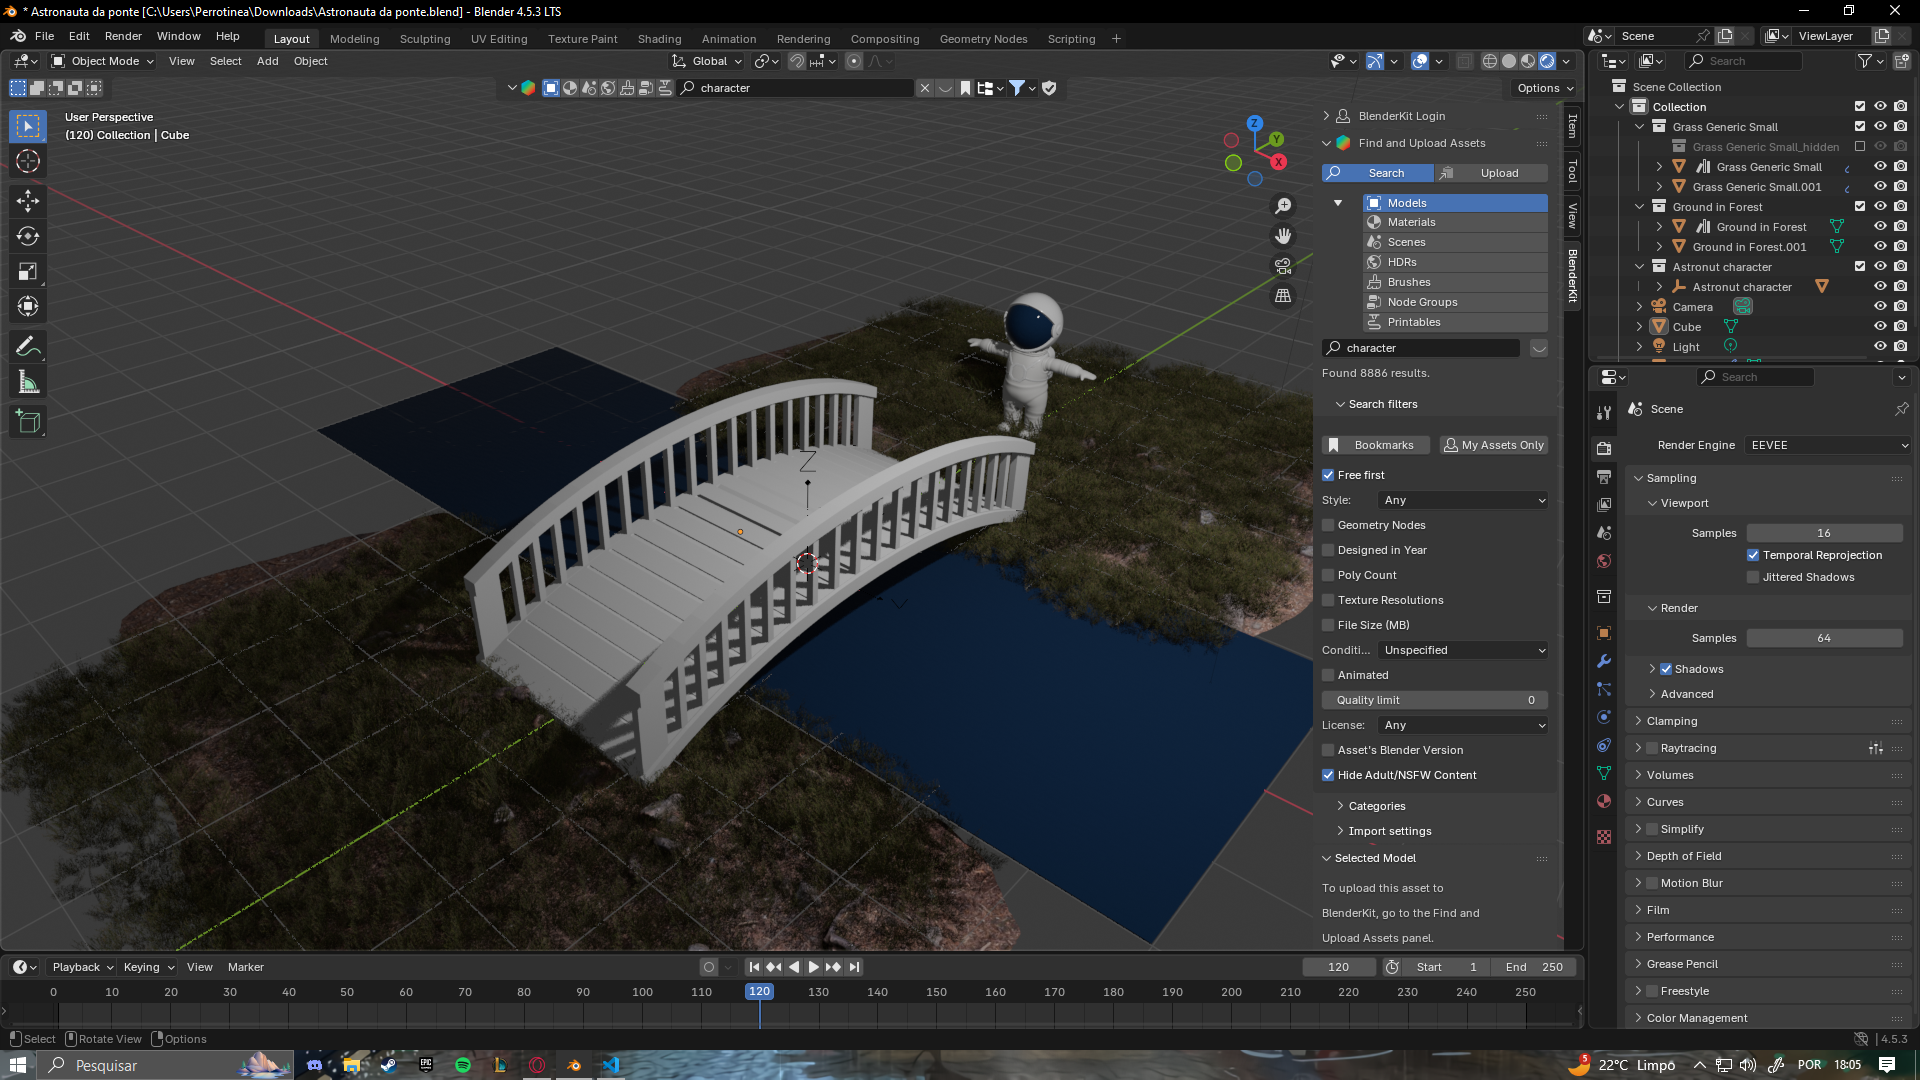 * Astronauta da ponte [C:\Users\Perrotinea\Downloads\Astronauta da ponte.blend] - Blender 4.5.3 LTS
File Edit Render Window Help Layout Modeling Sculpting UV Editing Texture Paint Shading Animation Rendering Compositing Geometry Nodes Scripting + Scene ViewLayer
Object Mode View Select Add Object Global Search
character Options
User Perspective
(120) Collection | Cube
Z
Y
X
Z
BlenderKit Login
Find and Upload Assets
Search Upload
Models
Materials
Scenes
HDRs
Brushes
Node Groups
Printables
character
Found 8886 results.
Search filters
Bookmarks My Assets Only
Free first
Style: Any
Geometry Nodes
Designed in Year
Poly Count
Texture Resolutions
File Size (MB)
Conditi... Unspecified
Animated
Quality limit 0
License: Any
Asset's Blender Version
Hide Adult/NSFW Content
Categories
Import settings
Selected Model
To upload this asset to
BlenderKit, go to the Find and
Upload Assets panel.
Item
Tool
View
BlenderKit
Scene Collection
Collection
Grass Generic Small
Grass Generic Small_hidden
Grass Generic Small
Grass Generic Small.001
Ground in Forest
Ground in Forest
Ground in Forest.001
Astronut character
Astronut character
Camera
Cube
Light
Search
Scene
Render Engine EEVEE
Sampling
Viewport
Samples 16
Temporal Reprojection
Jittered Shadows
Render
Samples 64
Shadows
Advanced
Clamping
Raytracing
Volumes
Curves
Simplify
Depth of Field
Motion Blur
Film
Performance
Grease Pencil
Freestyle
Color Management
Playback Keying View Marker 120 Start 1 End 250
0 10 20 30 40 50 60 70 80 90 100 110 120 130 140 150 160 170 180 190 200 210 220 230 240 250
Select Rotate View Options 4.5.3
Pesquisar EPIC 5 22°C Limpo POR 18:05